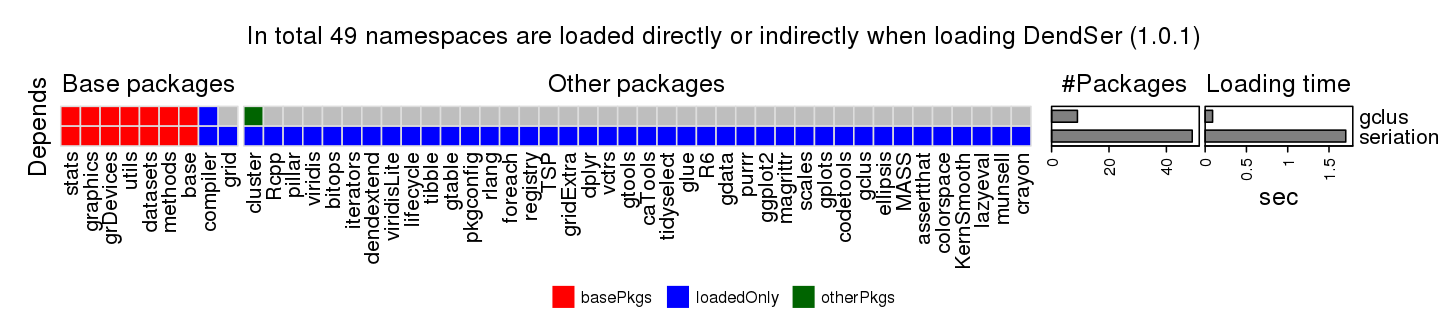 In total 49 namespaces are loaded directly or indirectly when loading DendSer (1.0.1)
Base packages
Other packages
#Packages
Loading time
Depends
gclus
seriation
stats
graphics
grDevices
utils
datasets
methods
base
compiler
grid
cluster
Rcpp
pillar
viridis
bitops
iterators
dendextend
viridisLite
lifecycle
tibble
gtable
pkgconfig
rlang
foreach
registry
TSP
gridExtra
dplyr
vctrs
gtools
caTools
tidyselect
glue
R6
gdata
purrr
ggplot2
magrittr
scales
gplots
codetools
gclus
ellipsis
MASS
assertthat
colorspace
KernSmooth
lazyeval
munsell
crayon
0 20 40
0 0.5 1 1.5
sec
basePkgs loadedOnly otherPkgs